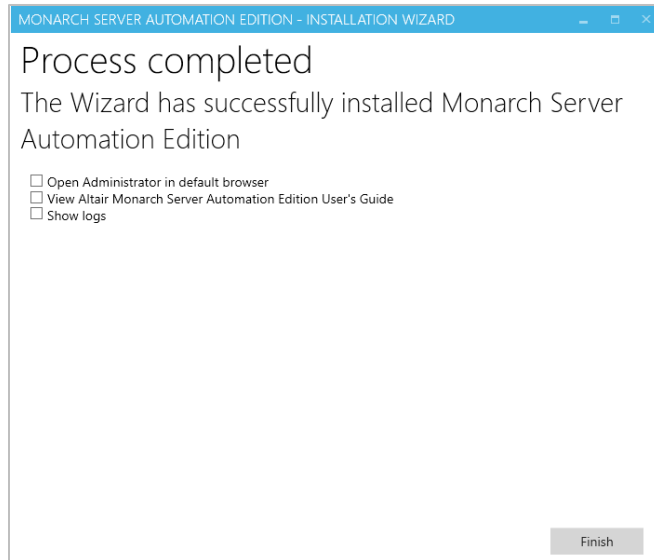 MONARCH SERVER AUTOMATION EDITION - INSTALLATION WIZARD
Process completed
The Wizard has successfully installed Monarch Server
Automation Edition
Open Administrator in default browser
View Altair Monarch Server Automation Edition User's Guide
Show logs
Finish